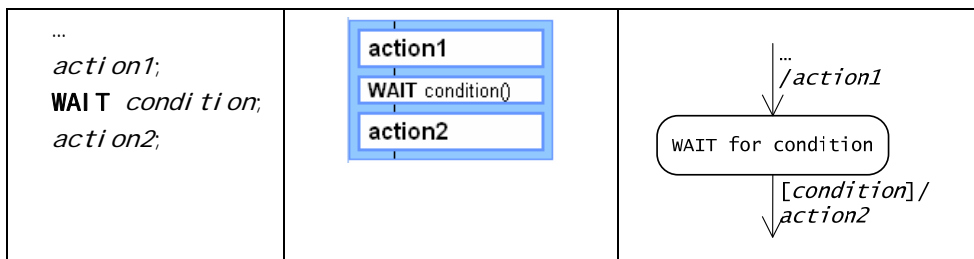 …
action1;
WAIT condition;
action2;
action1
WAIT condition()
action2
…
/action1
WAIT for condition
[condition]/
action2